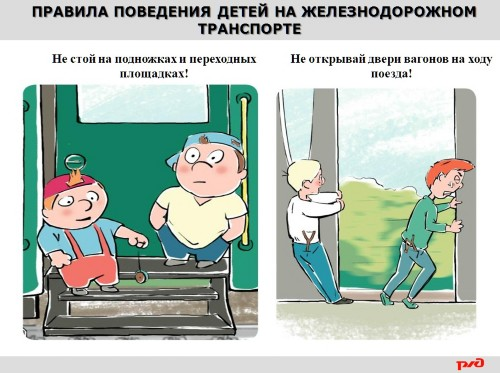 ПРАВИЛА ПОВЕДЕНИЯ ДЕТЕЙ НА ЖЕЛЕЗНОДОРОЖНОМ
ТРАНСПОРТЕ
Не стой на подножках и переходных
площадках!
Не открывай двери вагонов на ходу
поезда!
ржд